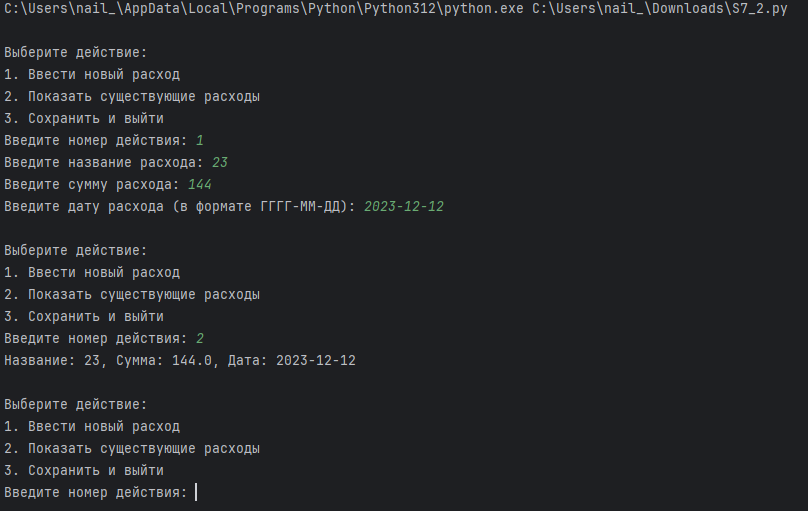 C:\Users\nail_\AppData\Local\Programs\Python\Python312\python.exe C:\Users\nail_\Downloads\S7_2.py
Выберите действие:
1. Ввести новый расход
2. Показать существующие расходы
3. Сохранить и выйти
Введите номер действия: 1
Введите название расхода: 23
Введите сумму расхода: 144
Введите дату расхода (в формате ГГГГ-ММ-ДД): 2023-12-12
Выберите действие:
1. Ввести новый расход
2. Показать существующие расходы
3. Сохранить и выйти
Введите номер действия: 2
Название: 23, Сумма: 144.0, Дата: 2023-12-12
Выберите действие:
1. Ввести новый расход
2. Показать существующие расходы
3. Сохранить и выйти
Введите номер действия: